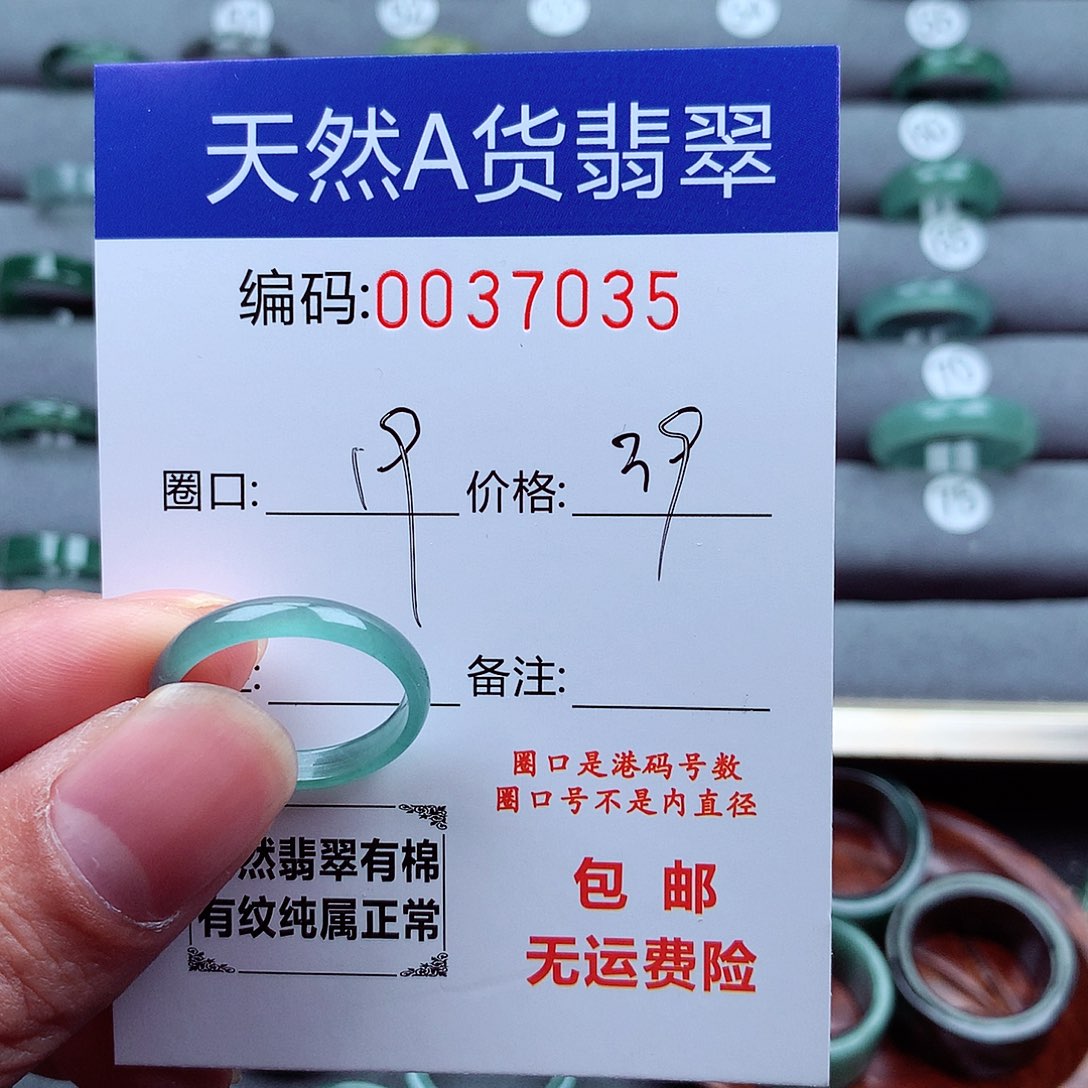 天然A货翡翠
编码:0037035
圈口: 19 价格: 39
备注:
圈口是港码号数
圈口号不是内直径
然翡翠有棉
有纹纯属正常
包 邮
无运费险